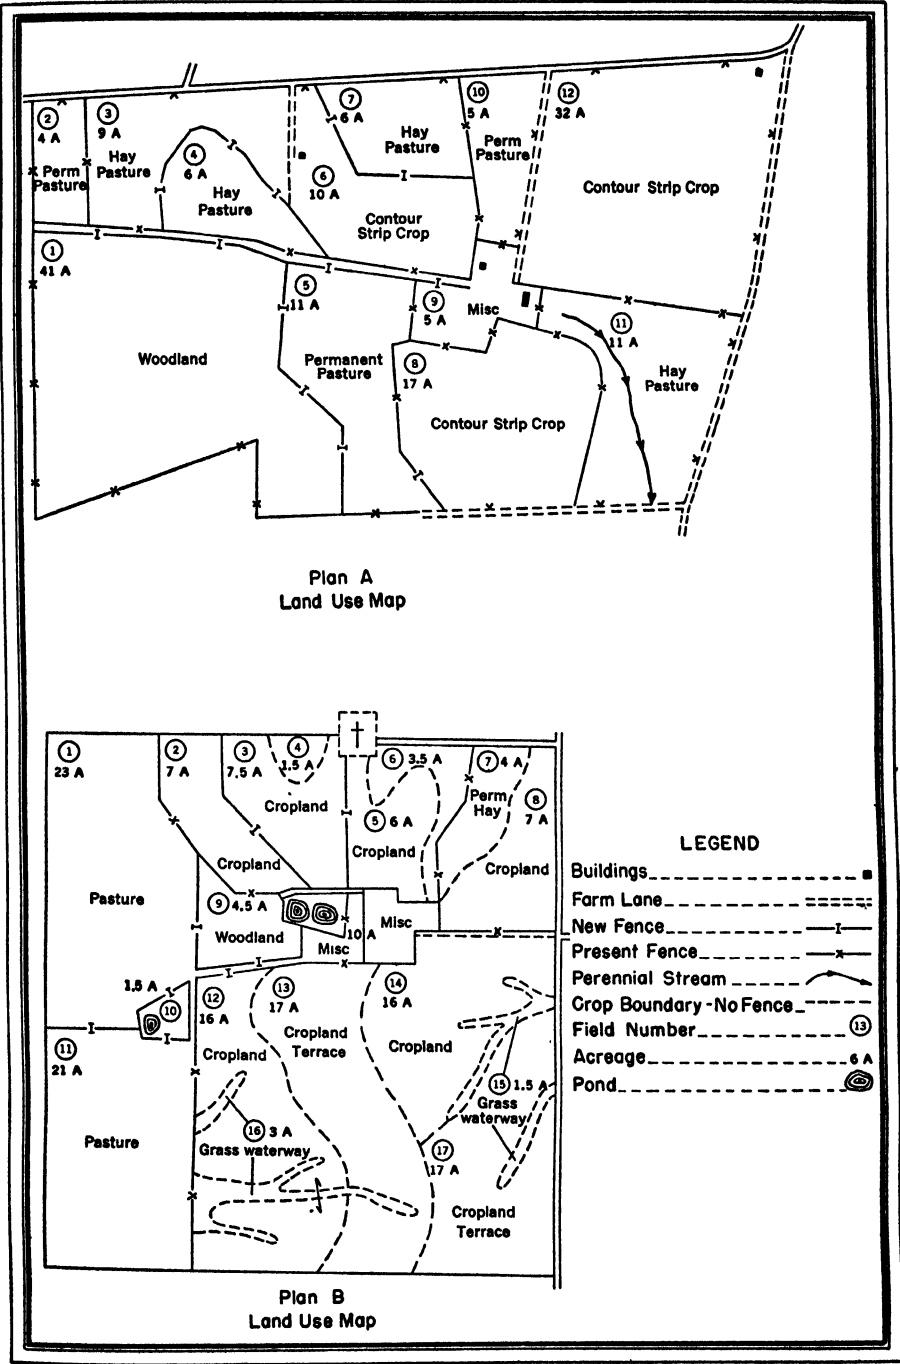 2
4 A
Perm
Pasture
3
9 A
Hay
Pasture
4
6 A
Hay
Pasture
7
6 A
Hay
Pasture
6
10 A
Contour
Strip Crop
10
5 A
Perm
Pasture
12
32 A
Contour Strip Crop
1
41 A
Woodland
5
11 A
Permanent
Pasture
9
5 A
Misc
8
17 A
Contour Strip Crop
11
11 A
Hay
Pasture
Plan A
Land Use Map
1
23 A
Pasture
2
7 A
Cropland
3
7.5 A
Cropland
4
1.5 A
6 3.5 A
5 6 A
Cropland
7 4 A
Perm
Hay
8
7 A
Cropland
9 4.5 A
Woodland
10 A
Misc
Misc
1.5 A
10
11
21 A
Pasture
12
16 A
Cropland
13
17 A
Cropland
Terrace
14
16 A
Cropland
15 1.5 A
Grass
waterway
16 3 A
Grass waterway
17
17 A
Cropland
Terrace
Plan B
Land Use Map
LEGEND
Buildings
Farm Lane
New Fence
Present Fence
Perennial Stream
Crop Boundary-No Fence
Field Number 13
Acreage 6 A
Pond